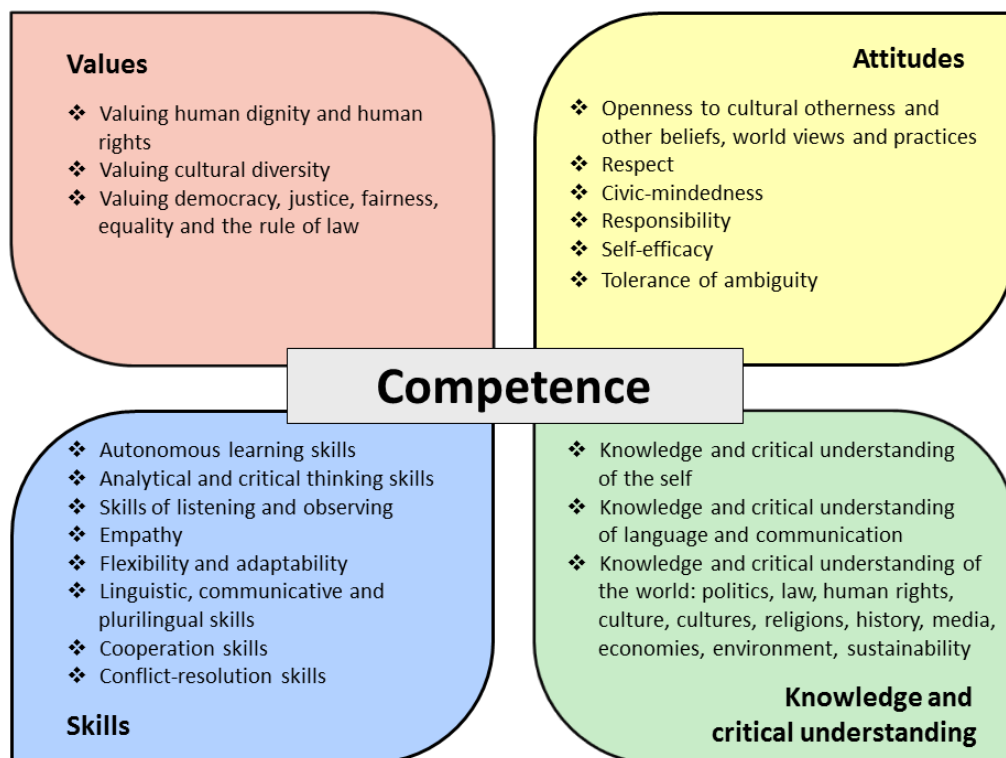 Values
❖ Valuing human dignity and human
rights
❖ Valuing cultural diversity
❖ Valuing democracy, justice, fairness,
equality and the rule of law
Attitudes
❖ Openness to cultural otherness and
other beliefs, world views and practices
❖ Respect
❖ Civic-mindedness
❖ Responsibility
❖ Self-efficacy
❖ Tolerance of ambiguity
Competence
❖ Autonomous learning skills
❖ Analytical and critical thinking skills
❖ Skills of listening and observing
❖ Empathy
❖ Flexibility and adaptability
❖ Linguistic, communicative and
plurilingual skills
❖ Cooperation skills
❖ Conflict-resolution skills
Skills
❖ Knowledge and critical understanding
of the self
❖ Knowledge and critical understanding
of language and communication
❖ Knowledge and critical understanding of
the world: politics, law, human rights,
culture, cultures, religions, history, media,
economies, environment, sustainability
Knowledge and
critical understanding